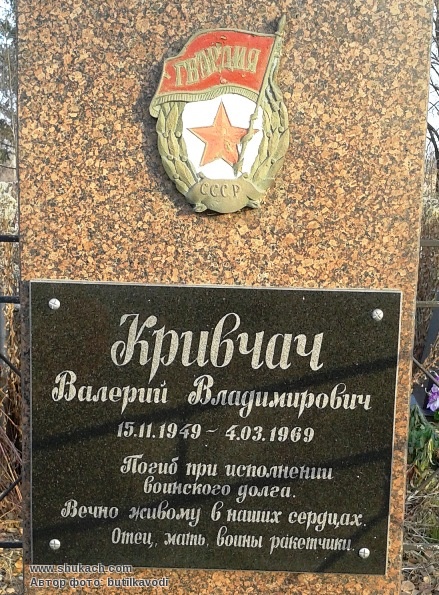 ГВАРДИЯ
СССР
Кривчач
Валерий Владимирович
15.11.1949 – 4.03.1969
Погиб при исполнении
воинского долга.
Вечно живому в наших сердцах.
Отец, мать, воины ракетчики.
www.shukach.com
Автор фото: butilkavodi